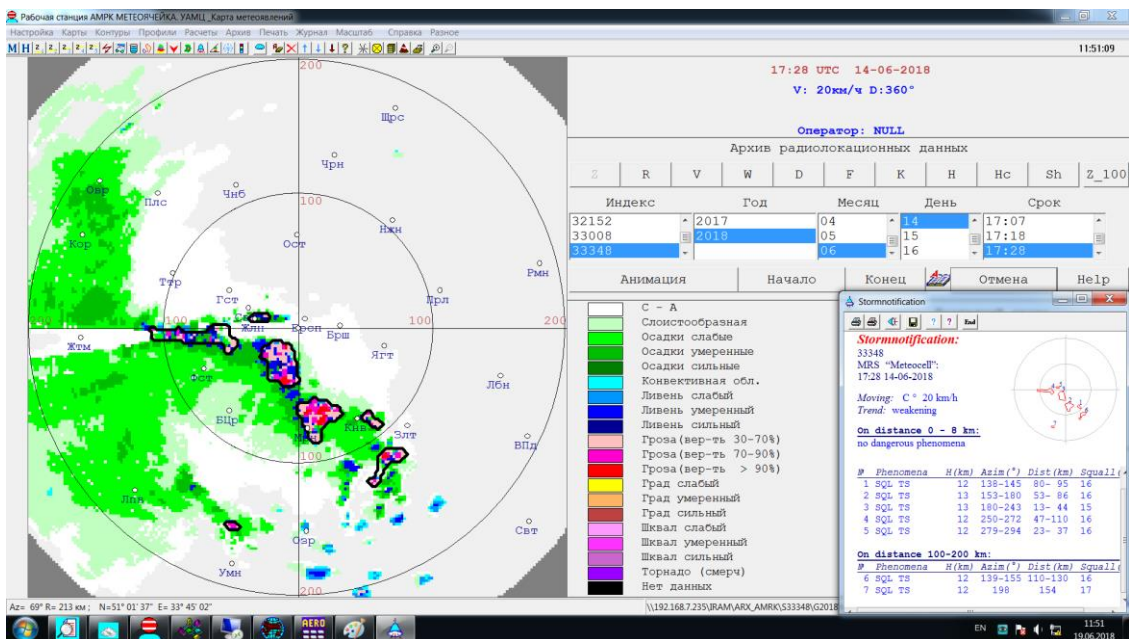 Рабочая станция АМРК МЕТЕОЯЧЕЙКА. УАМЦ _Карта метеоявлений
Настройка Карты Контуры Профили Расчеты Архив Печать Журнал Масштаб Справка Разное
11:51:09
17:28 UTC 14-06-2018
V: 20км/ч D:360°
Оператор: NULL
Архив радиолокационных данных
Z R V W D F K H Hc Sh Z_100
Индекс Год Месяц День Срок
32152 2017 04 14 17:07
33008 2018 05 15 17:18
33348 06 16 17:28
Анимация Начало Конец Отмена Help
200
Щрс
Чрн
Овр
Плс
Чнб
100
Нжн
Кор
Ост
Рмн
Ттр
Гст
Прл
Жлн
Ерсп
Брш
200
100
200
Жтм
Ягт
Фст
Лбн
БЦр
Кнв
Злт
ВПд
100
Лпв
Свт
Умн
200
С - А
Слоистообразная
Осадки слабые
Осадки умеренные
Осадки сильные
Конвективная обл.
Ливень слабый
Ливень умеренный
Ливень сильный
Гроза(вер-ть 30-70%)
Гроза(вер-ть 70-90%)
Гроза(вер-ть > 90%)
Град слабый
Град умеренный
Град сильный
Шквал слабый
Шквал умеренный
Шквал сильный
Торнадо (смерч)
Нет данных
Stormnotification
End
Stormnotification:
33348
MRS "Meteocell":
17:28 14-06-2018
Moving: C ° 20 km/h
Trend: weakening
On distance 0 - 8 km:
no dangerous phenomena
№ Phenomena H(km) Azim(°) Dist(km) Squall(
1 SQL TS 12 138-145 80- 95 16
2 SQL TS 13 153-180 53- 86 16
3 SQL TS 13 180-243 13- 44 15
4 SQL TS 12 250-272 47-110 16
5 SQL TS 12 279-294 23- 37 16
On distance 100-200 km:
№ Phenomena H(km) Azim(°) Dist(km) Squall(
6 SQL TS 12 139-155 110-130 16
7 SQL TS 12 198 154 17
Az= 69° R= 213 км ; N=51° 01' 37" E= 33° 45' 02"
\\192.168.7.235\IRAM\ARX_AMRK\S33348\G2018
AERO
EN
11:51
19.06.2018